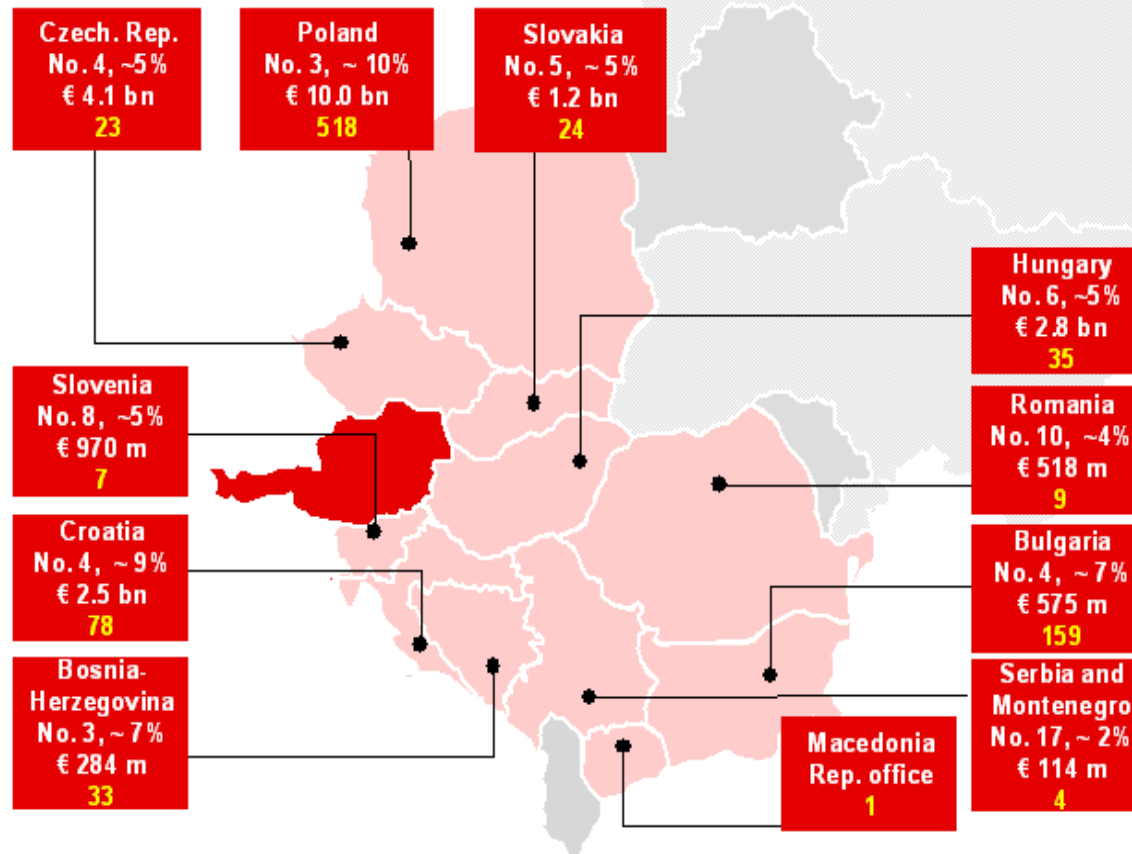 Czech. Rep.
No. 4, ~5%
€ 4.1 bn
23
Poland
No. 3, ~ 10%
€ 10.0 bn
518
Slovakia
No. 5, ~ 5%
€ 1.2 bn
24
Hungary
No. 6, ~5%
€ 2.8 bn
35
Slovenia
No. 8, ~5%
€ 970 m
7
Romania
No. 10, ~4%
€ 518 m
9
Croatia
No. 4, ~ 9%
€ 2.5 bn
78
Bulgaria
No. 4, ~ 7%
€ 575 m
159
Bosnia-
Herzegovina
No. 3, ~ 7%
€ 284 m
33
Serbia and
Montenegro
No. 17, ~ 2%
€ 114 m
4
Macedonia
Rep. office
1